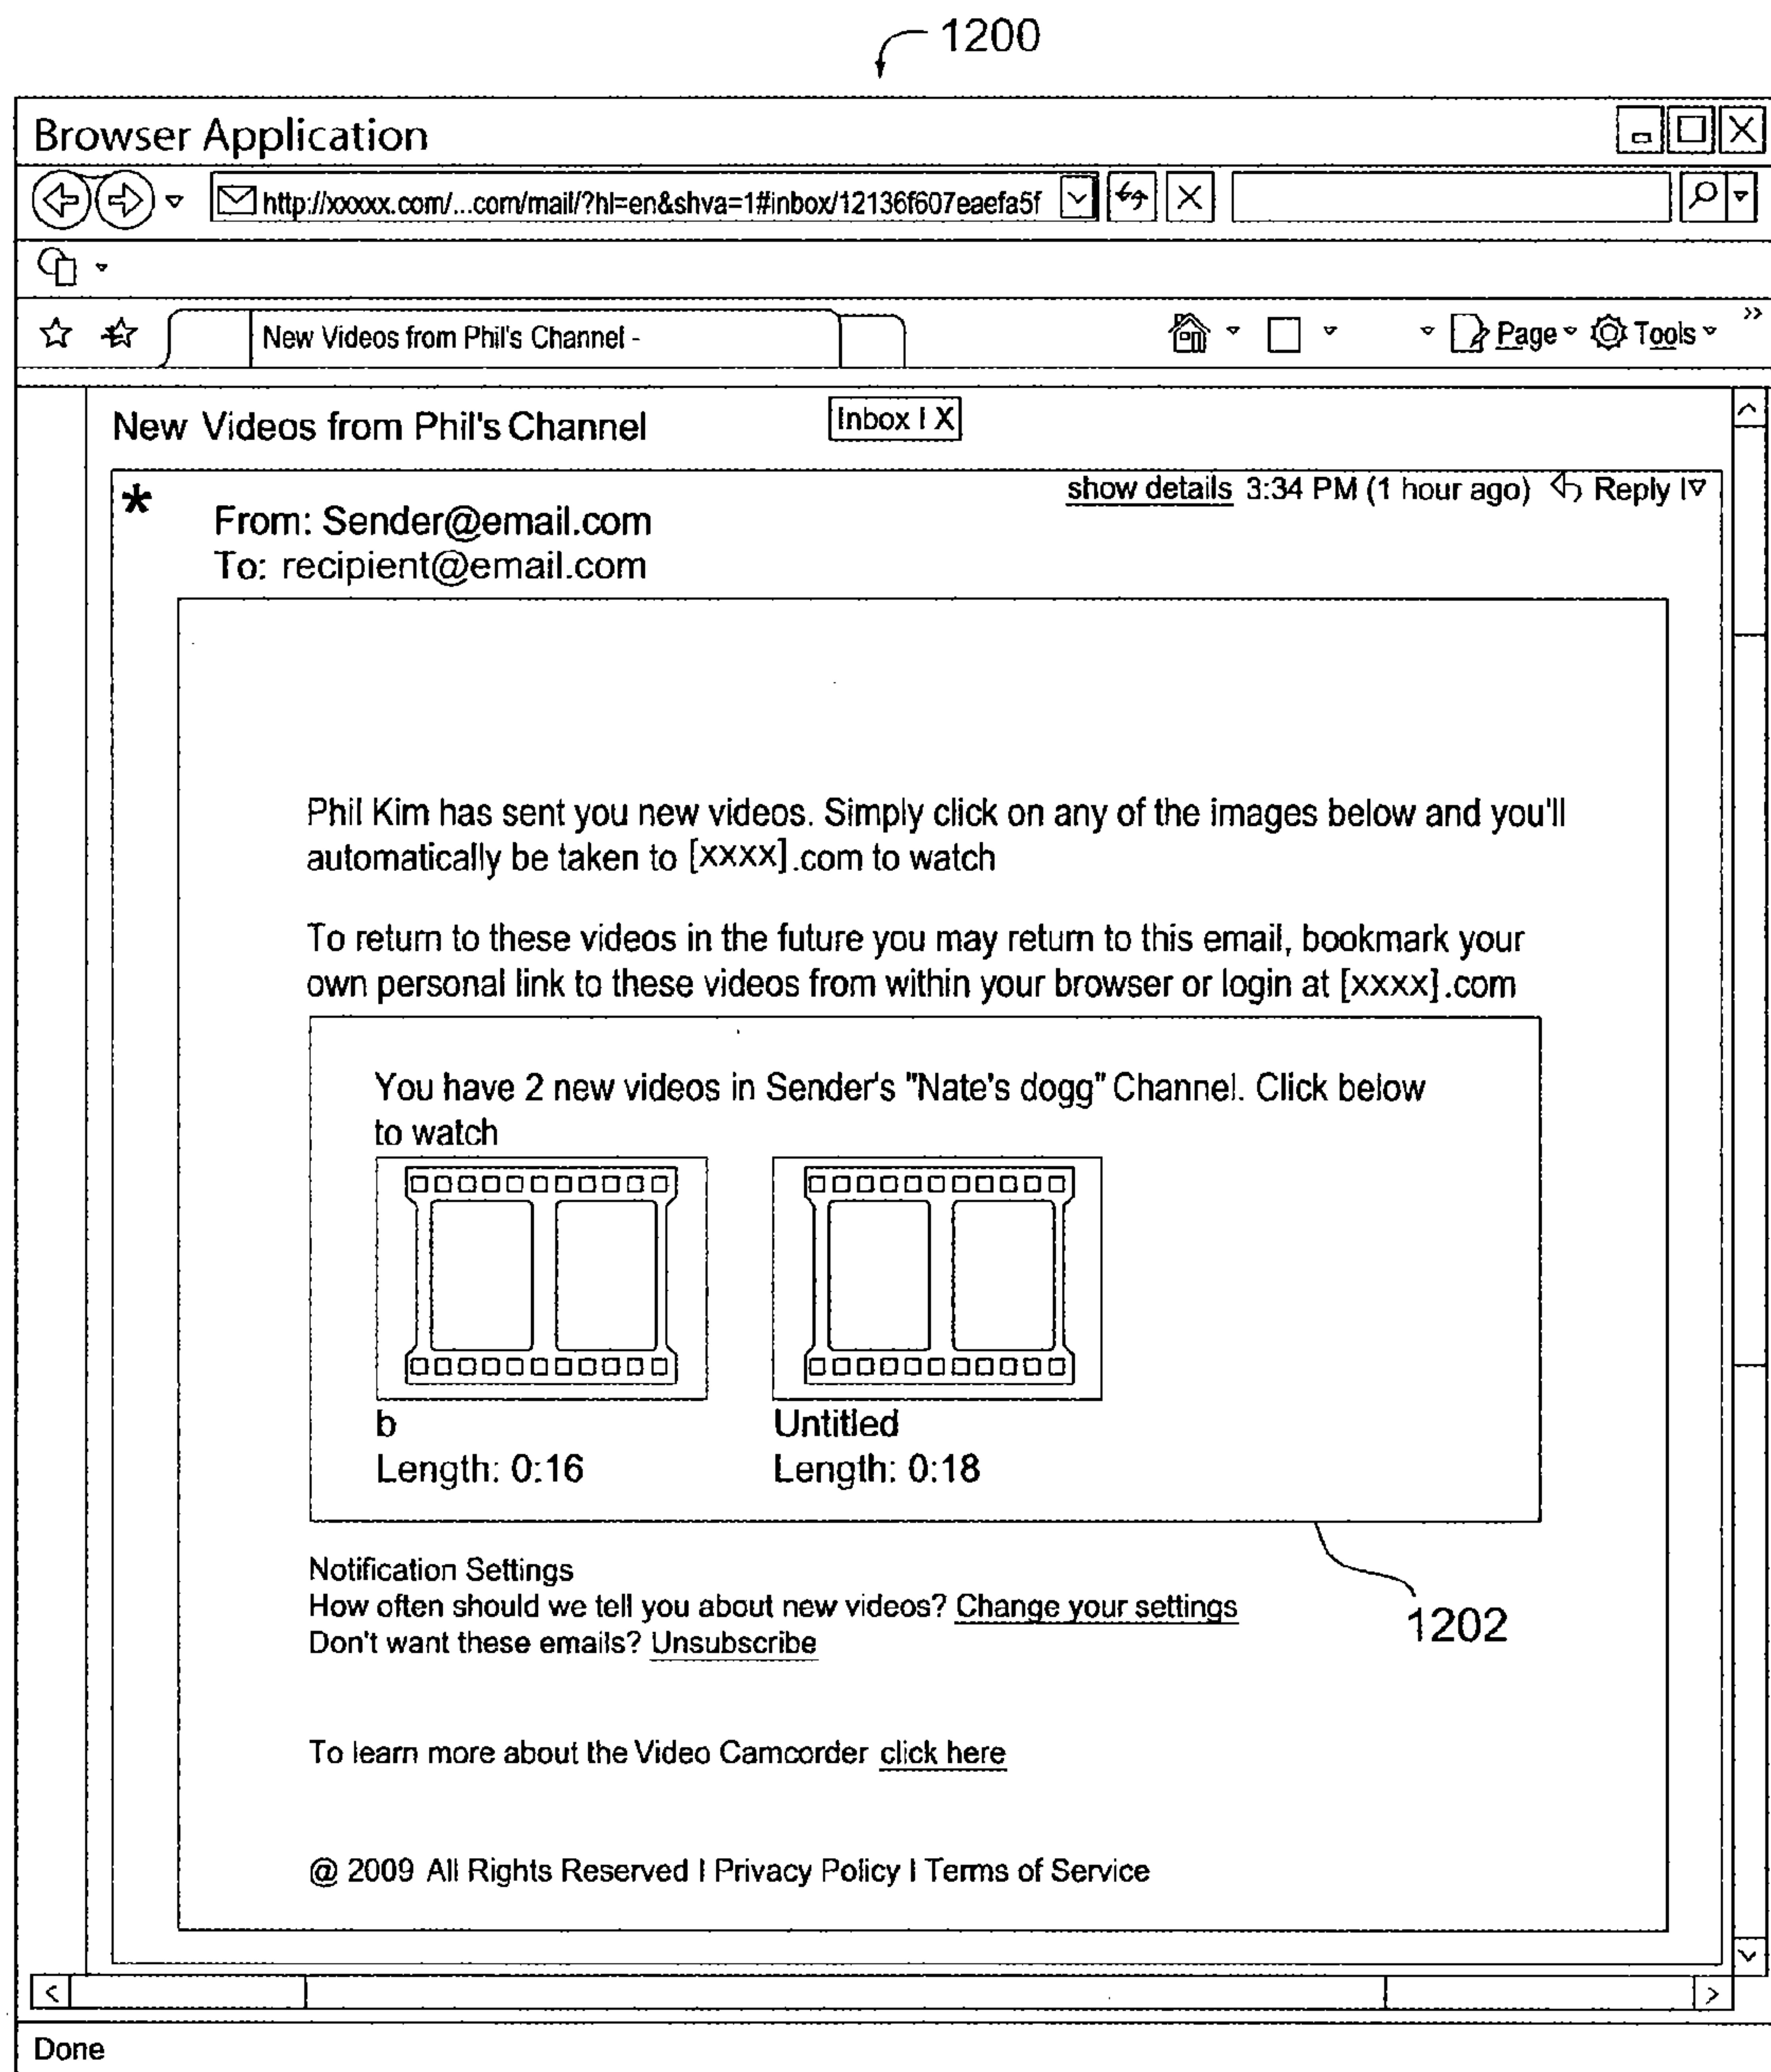 1200
Browser Application
http://xxxxx.com/...com/mail/?hl=en&shva=1#inbox/12136f607eaefa5f
New Videos from Phil's Channel -
Page
Tools
New Videos from Phil's Channel
Inbox I X
show details 3:34 PM (1 hour ago) Reply I
* From: Sender@email.com
To: recipient@email.com
Phil Kim has sent you new videos. Simply click on any of the images below and you'll
automatically be taken to [xxxx].com to watch
To return to these videos in the future you may return to this email, bookmark your
own personal link to these videos from within your browser or login at [xxxx].com
You have 2 new videos in Sender's "Nate's dogg" Channel. Click below
to watch
b
Length: 0:16
Untitled
Length: 0:18
Notification Settings
How often should we tell you about new videos? Change your settings
Don't want these emails? Unsubscribe
1202
To learn more about the Video Camcorder click here
@ 2009 All Rights Reserved I Privacy Policy I Terms of Service
Done